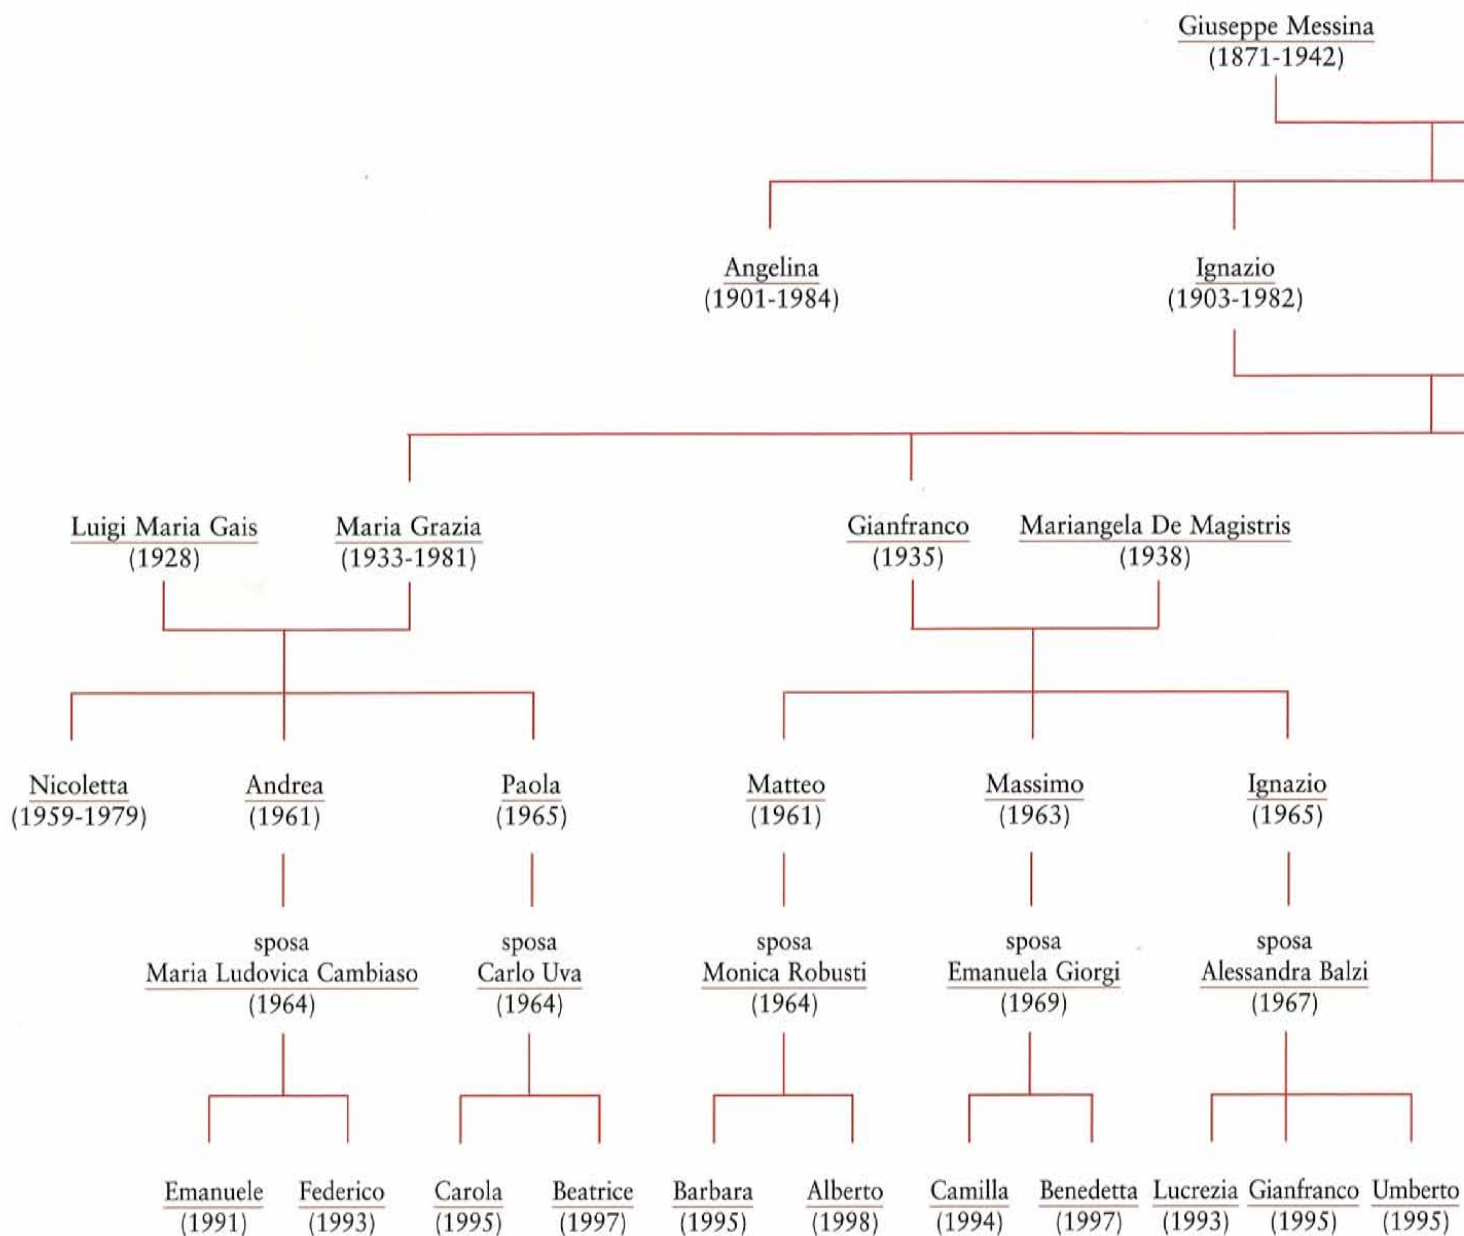 Giuseppe Messina
(1871-1942)
Angelina
(1901-1984)
Ignazio
(1903-1982)
Luigi Maria Gais
(1928)
Maria Grazia
(1933-1981)
Gianfranco
(1935)
Mariangela De Magistris
(1938)
Nicoletta
(1959-1979)
Andrea
(1961)
Paola
(1965)
Matteo
(1961)
Massimo
(1963)
Ignazio
(1965)
sposa
Maria Ludovica Cambiaso
(1964)
sposa
Carlo Uva
(1964)
sposa
Monica Robusti
(1964)
sposa
Emanuela Giorgi
(1969)
sposa
Alessandra Balzi
(1967)
Emanuele
(1991)
Federico
(1993)
Carola
(1995)
Beatrice
(1997)
Barbara
(1995)
Alberto
(1998)
Camilla
(1994)
Benedetta
(1997)
Lucrezia
(1993)
Gianfranco
(1995)
Umberto
(1995)